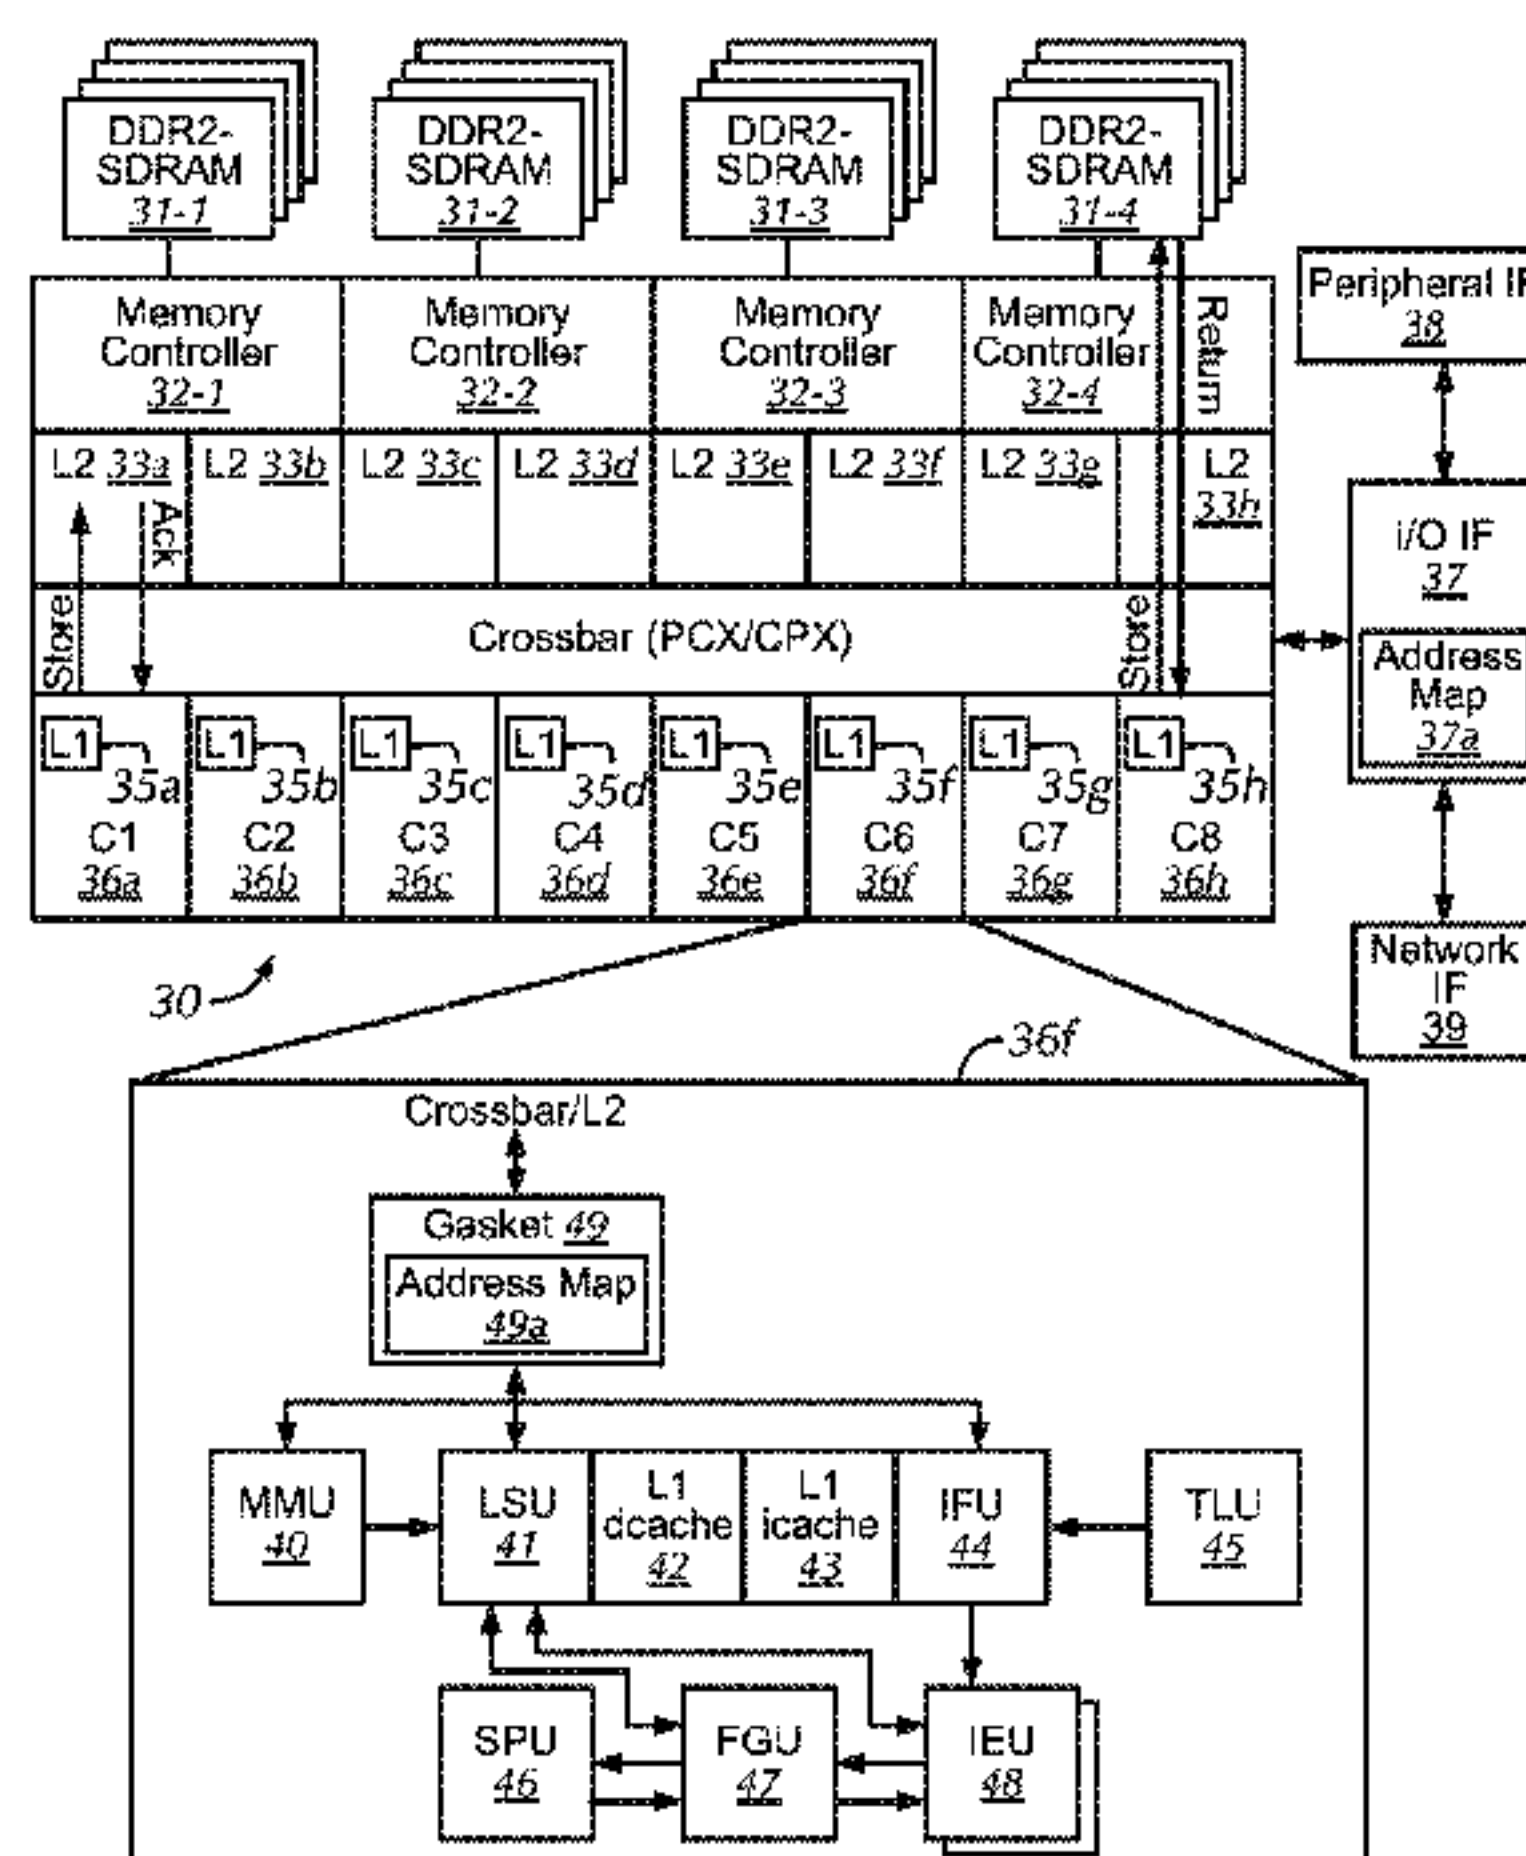 DDR2-
SDRAM
31-1
DDR2-
SDRAM
31-2
DDR2-
SDRAM
31-3
DDR2-
SDRAM
31-4
Peripheral IF
38
Memory
Controller
32-1
Memory
Controller
32-2
Memory
Controller
32-3
Memory
Controller
32-4
Return
L2 33a
L2 33b
L2 33c
L2 33d
L2 33e
L2 33f
L2 33g
L2
33h
Ack
i/O IF
37
Address
Map
37a
Store
Crossbar (PCX/CPX)
Store
L1
35a
C1
36a
L1
35b
C2
36b
L1
35c
C3
36c
L1
35d
C4
36d
L1
35e
C5
36e
L1
35f
C6
36f
L1
35g
C7
36g
L1
35h
C8
36h
Network
IF
39
30
36f
Crossbar/L2
Gasket 49
Address Map
49a
MMU
40
LSU
41
L1
dcache
42
L1
icache
43
IFU
44
TLU
45
SPU
46
FGU
47
IEU
48